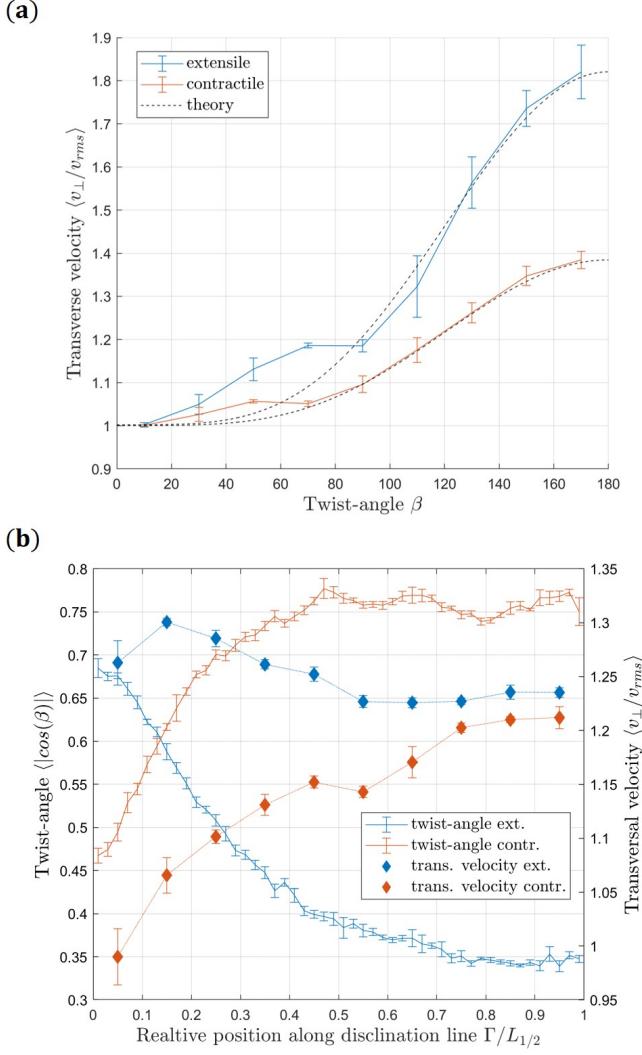 (a)
1.9
1.8
1.7
1.6
1.5
1.4
1.3
1.2
1.1
1
0.9
Transverse velocity ⟨v⊥/vrms⟩
extensile
contractile
theory
0 20 40 60 80 100 120 140 160 180
Twist-angle β
(b)
0.8
0.75
0.7
0.65
0.6
0.55
0.5
0.45
0.4
0.35
0.3
Twist-angle ⟨|cos(β)|⟩
1.35
1.3
1.25
1.2
1.15
1.1
1.05
1
0.95
Transversal velocity ⟨v⊥/vrms⟩
twist-angle ext.
twist-angle contr.
trans. velocity ext.
trans. velocity contr.
0 0.1 0.2 0.3 0.4 0.5 0.6 0.7 0.8 0.9 1
Realtive position along disclination line Γ/L1/2